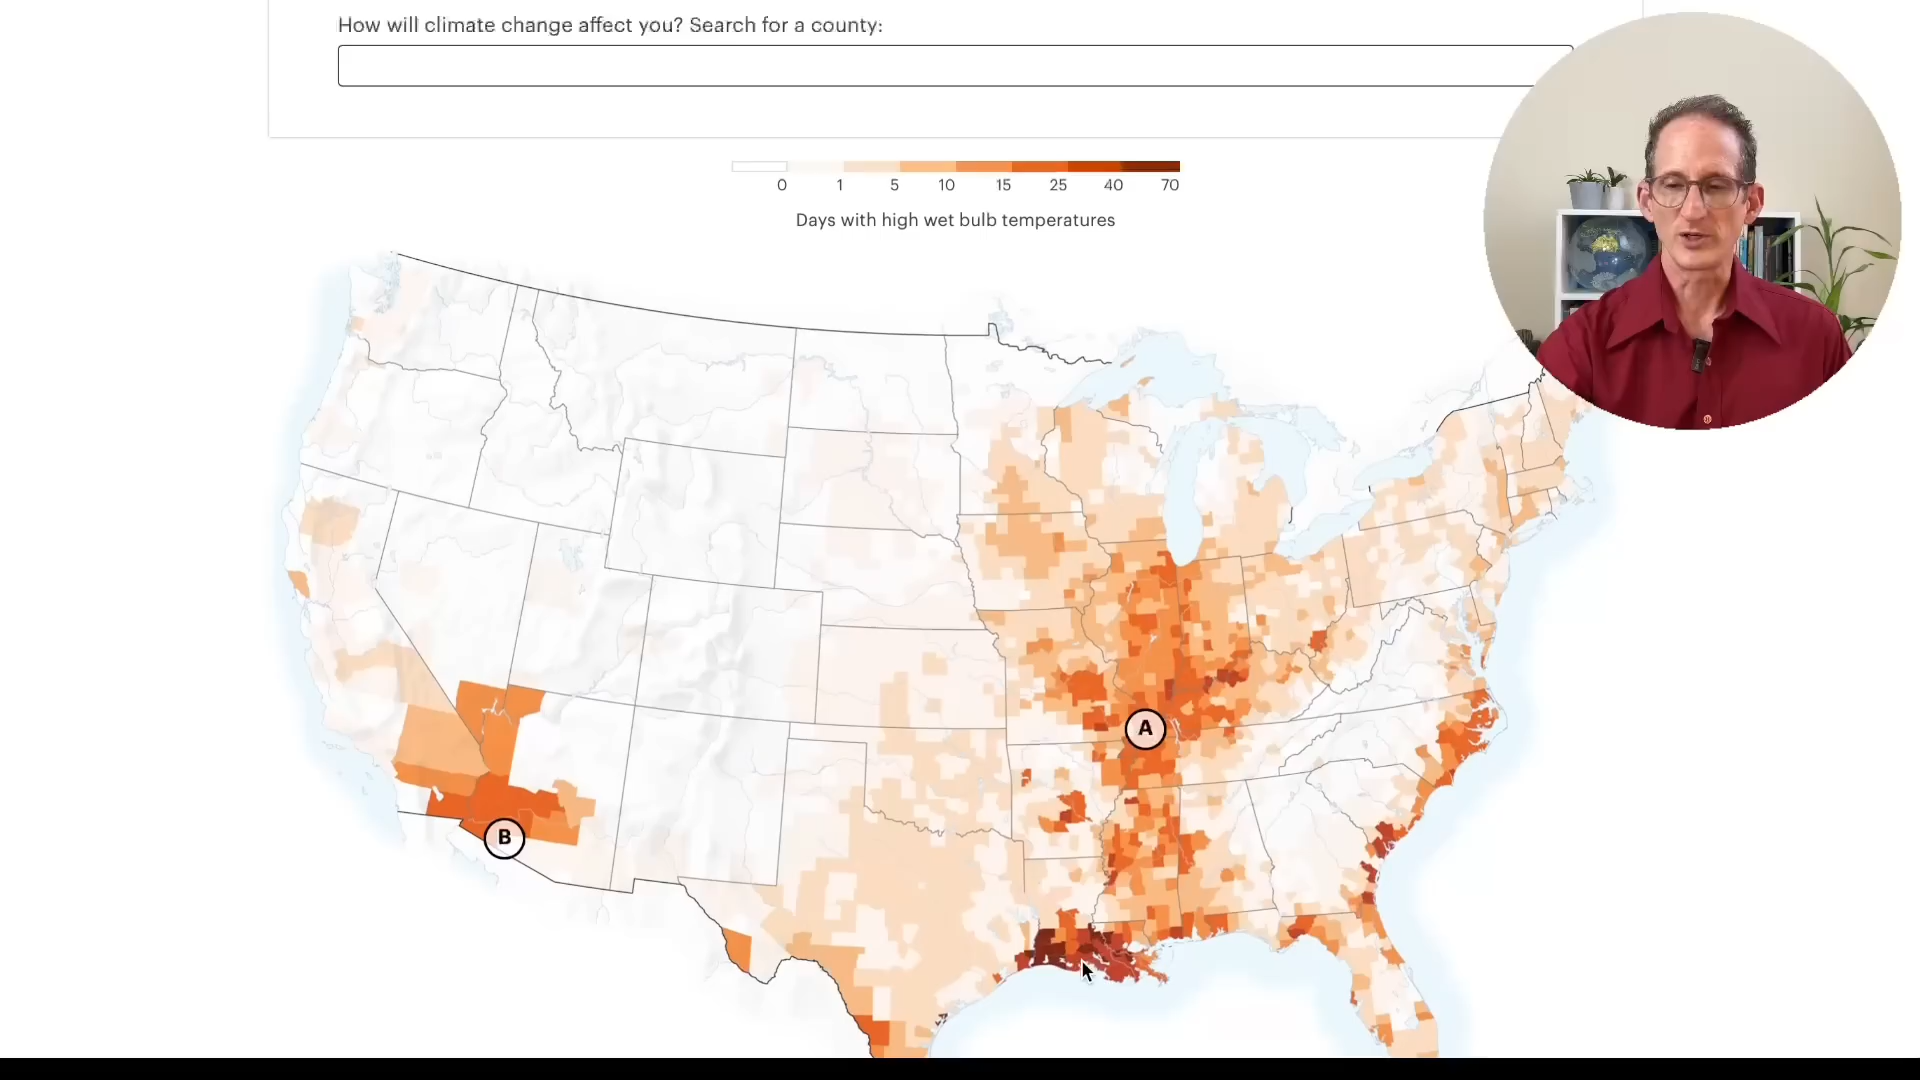 How will climate change affect you? Search for a county:
0 1 5 10 15 25 40 70
Days with high wet bulb temperatures
A
B